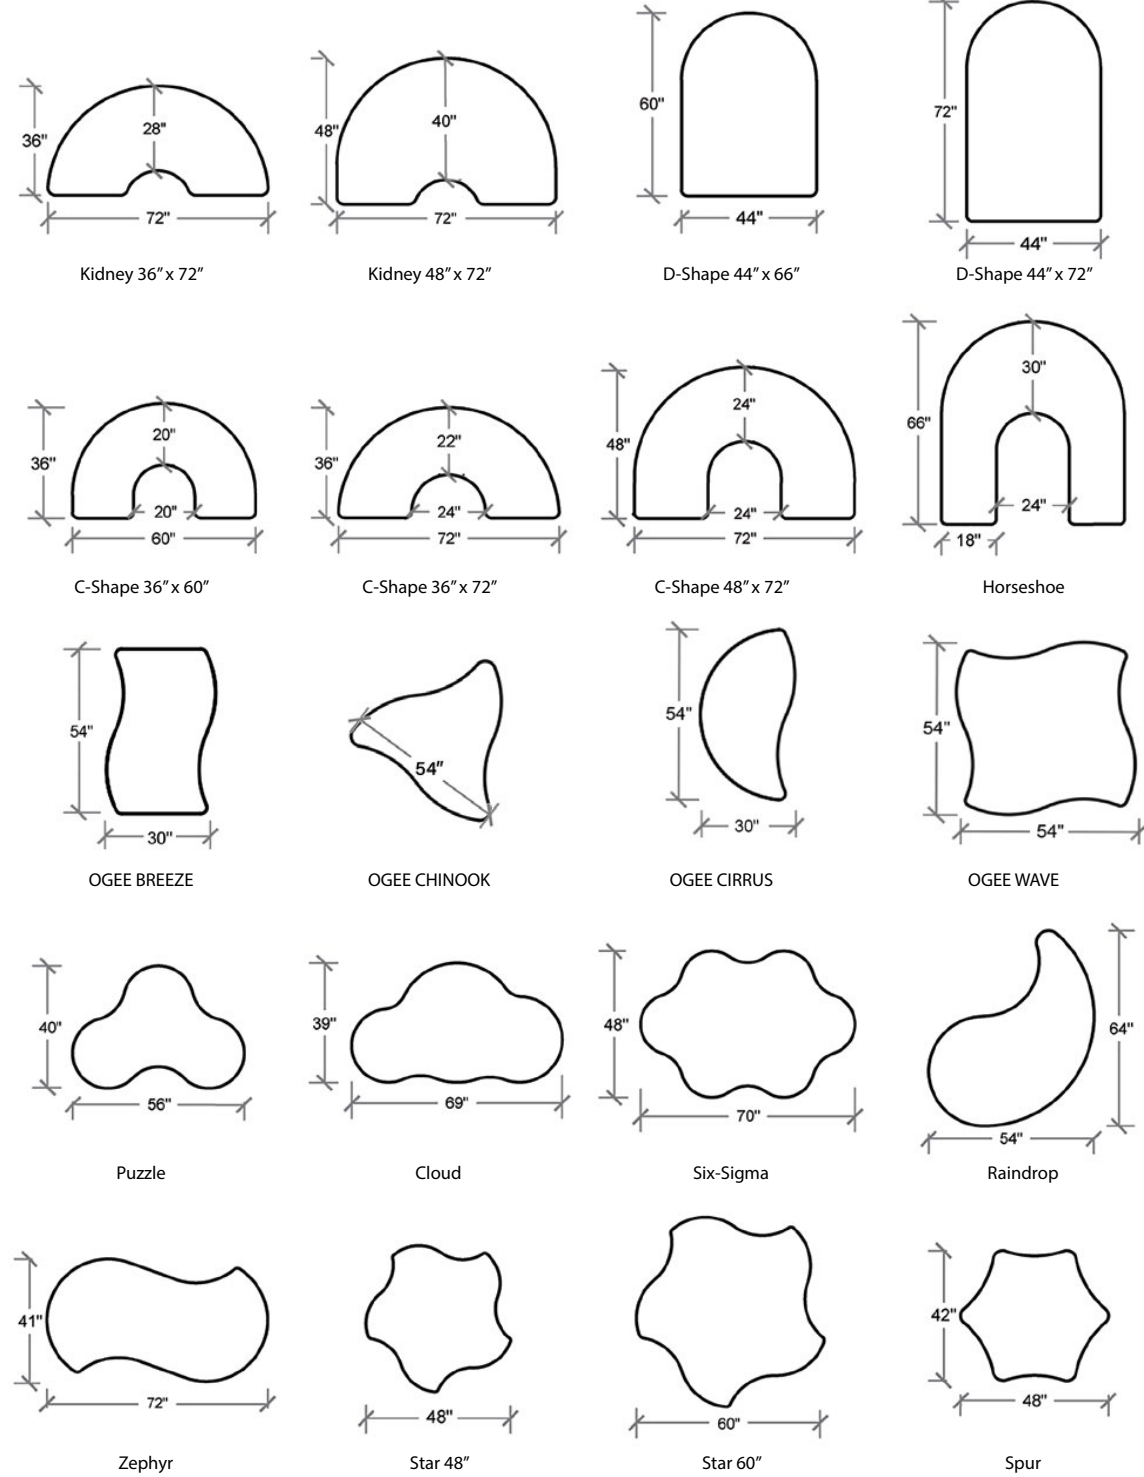 36"
28"
72"
48"
40"
72"
60"
44"
72"
44"
Kidney 36” x 72”
Kidney 48” x 72”
D-Shape 44” x 66”
D-Shape 44” x 72”
36"
20"
20"
60"
36"
22"
24"
72"
48"
24"
24"
72"
66"
30"
24"
18"
C-Shape 36” x 60”
C-Shape 36” x 72”
C-Shape 48” x 72”
Horseshoe
54"
30"
54"
54"
30"
54"
54"
OGEE BREEZE
OGEE CHINOOK
OGEE CIRRUS
OGEE WAVE
40"
56"
39"
69"
48"
70"
64"
54"
Puzzle
Cloud
Six-Sigma
Raindrop
41"
72"
48"
60"
42"
48"
Zephyr
Star 48”
Star 60”
Spur